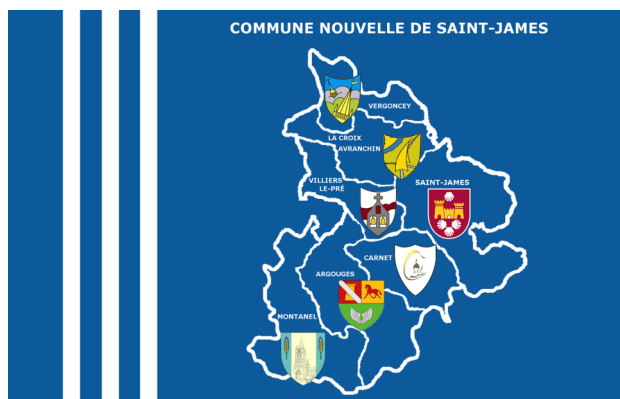 COMMUNE NOUVELLE DE SAINT-JAMES
VERGONCEY
LA CROIX
AVRANCHIN
VILLIERS
LE-PRÉ
SAINT-JAMES
CARNET
ARGOUGES
MONTANEL